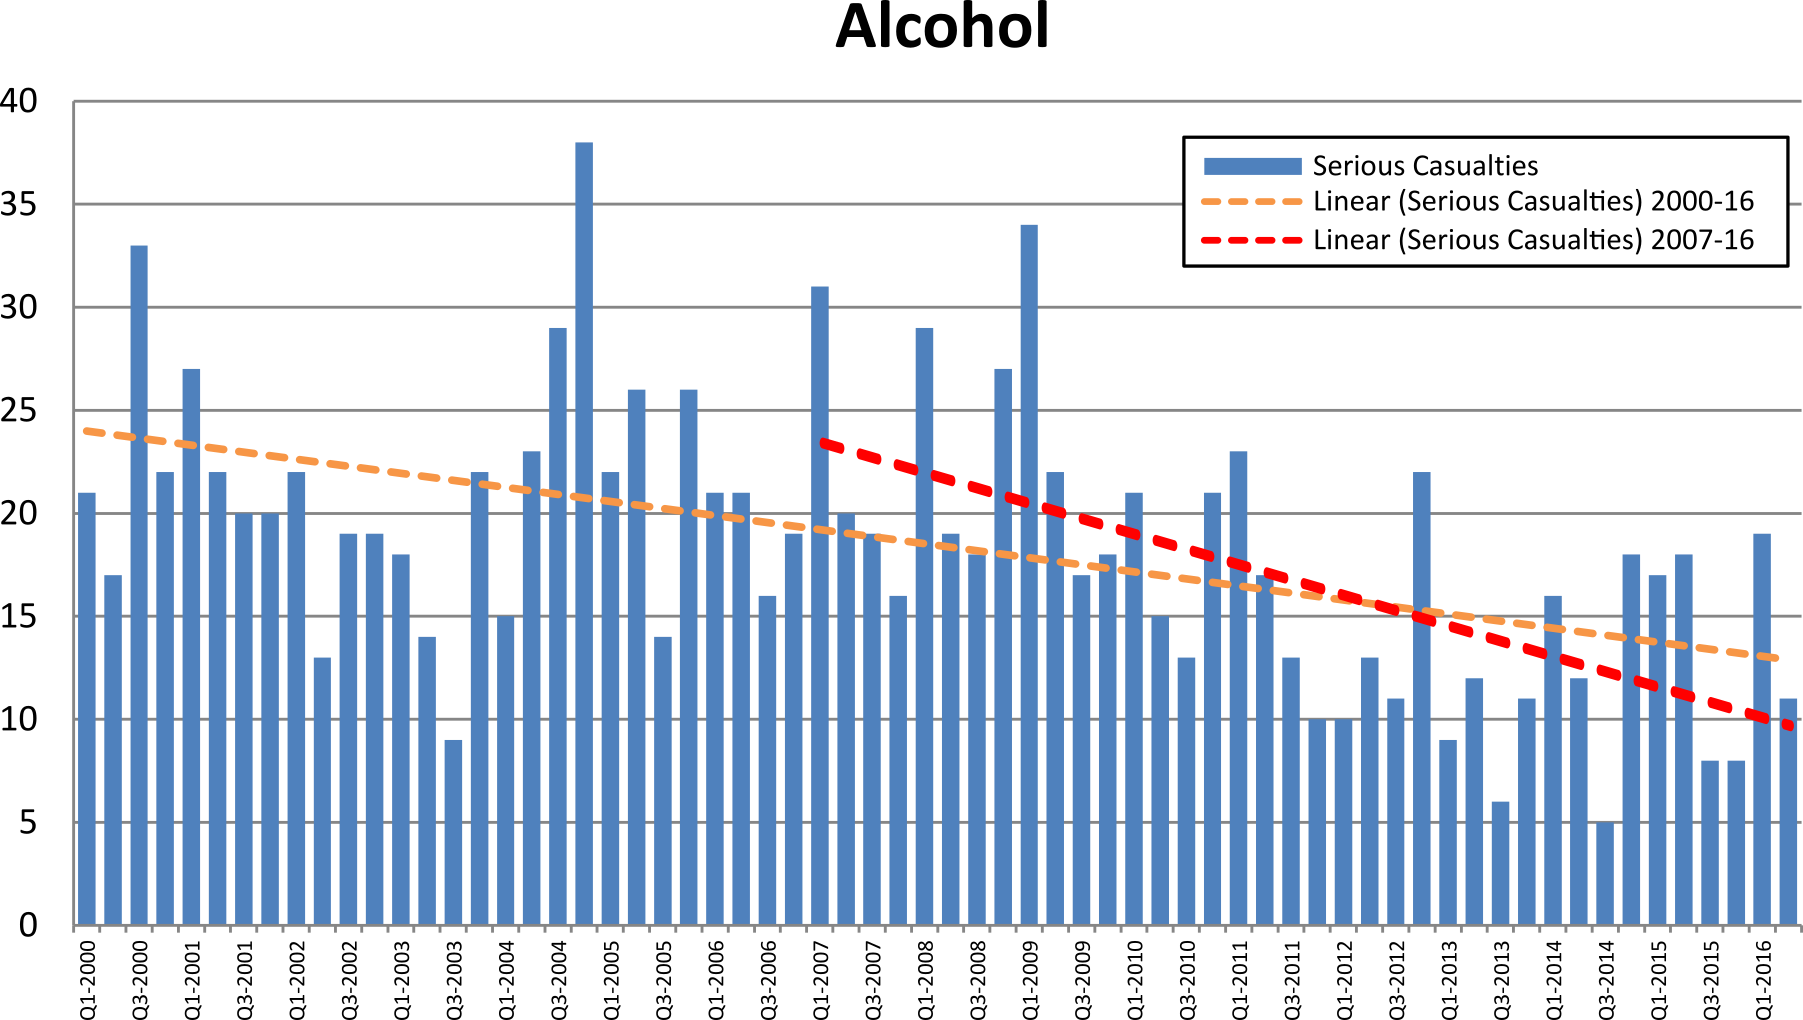 Alcohol
40
35
30
25
20
15
10
5
0
Serious Casualties
Linear (Serious Casualties) 2000-16
Linear (Serious Casualties) 2007-16
Q1-2000
Q3-2000
Q1-2001
Q3-2001
Q1-2002
Q3-2002
Q1-2003
Q3-2003
Q1-2004
Q3-2004
Q1-2005
Q3-2005
Q1-2006
Q3-2006
Q1-2007
Q3-2007
Q1-2008
Q3-2008
Q1-2009
Q3-2009
Q1-2010
Q3-2010
Q1-2011
Q3-2011
Q1-2012
Q3-2012
Q1-2013
Q3-2013
Q1-2014
Q3-2014
Q1-2015
Q3-2015
Q1-2016